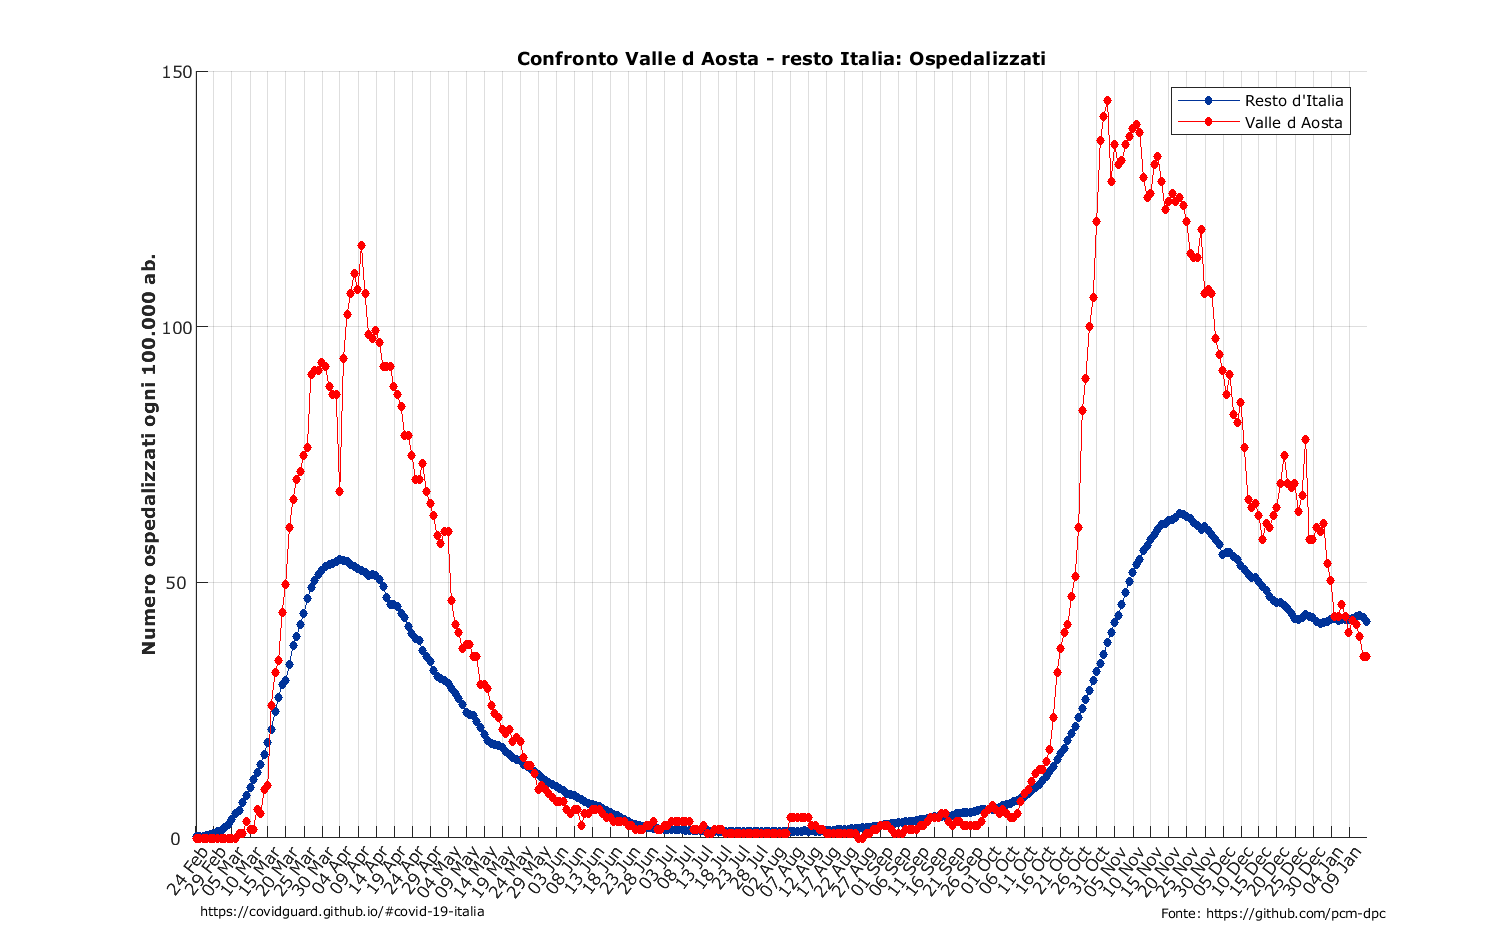 Confronto Valle d Aosta - resto Italia: Ospedalizzati
Numero ospedalizzati ogni 100.000 ab.
150
100
50
0
Resto d'Italia
Valle d Aosta
24 Feb
29 Feb
05 Mar
10 Mar
15 Mar
20 Mar
25 Mar
30 Mar
04 Apr
09 Apr
14 Apr
19 Apr
24 Apr
29 Apr
04 May
09 May
14 May
19 May
24 May
29 May
03 Jun
08 Jun
13 Jun
18 Jun
23 Jun
28 Jun
03 Jul
08 Jul
13 Jul
18 Jul
23 Jul
28 Jul
02 Aug
07 Aug
12 Aug
17 Aug
22 Aug
27 Aug
01 Sep
06 Sep
11 Sep
16 Sep
21 Sep
26 Sep
01 Oct
06 Oct
11 Oct
16 Oct
21 Oct
26 Oct
31 Oct
05 Nov
10 Nov
15 Nov
20 Nov
25 Nov
30 Nov
05 Dec
10 Dec
15 Dec
20 Dec
25 Dec
30 Dec
04 Jan
09 Jan
https://covidguard.github.io/#covid-19-italia
Fonte: https://github.com/pcm-dpc